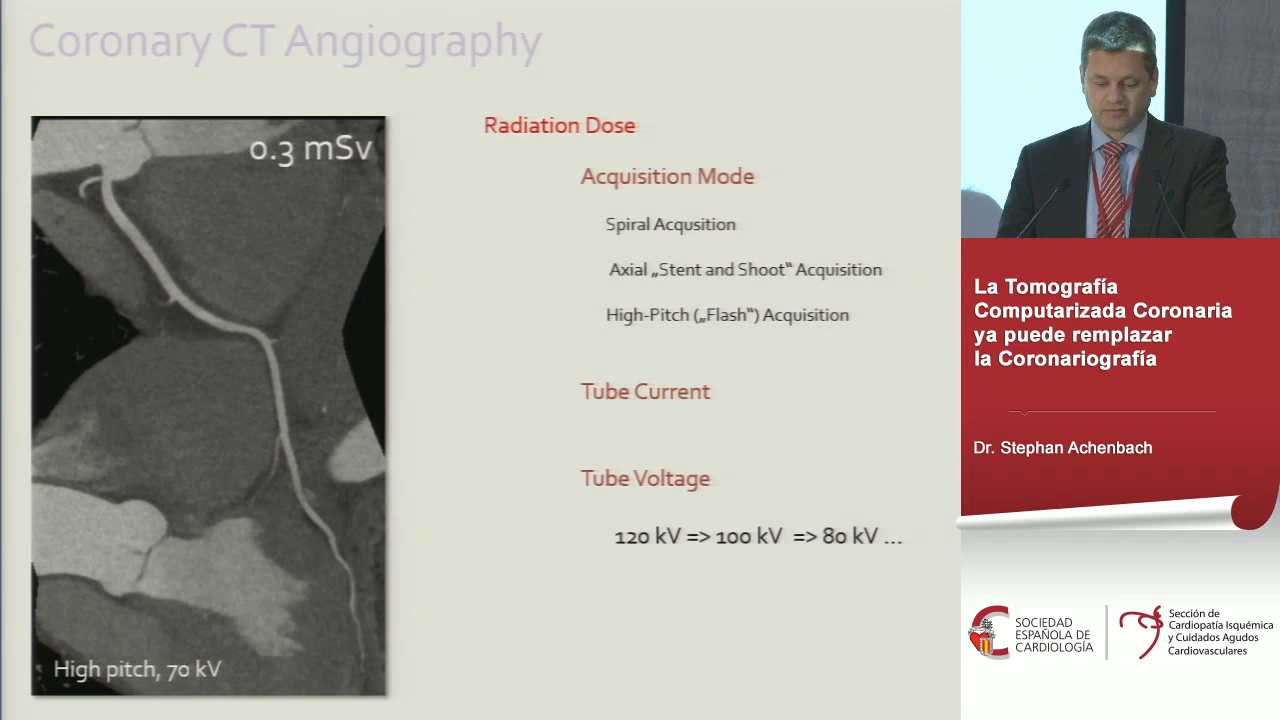 Coronary CT Angiography
0.3 mSv
High pitch, 70 kV
Radiation Dose
Acquisition Mode
Spiral Acqusition
Axial „Stent and Shoot“ Acquisition
High-Pitch („Flash“) Acquisition
Tube Current
Tube Voltage
120 kV => 100 kV => 80 kV ...
La Tomografía
Computarizada Coronaria
ya puede remplazar
la Coronariografía
Dr. Stephan Achenbach
SOCIEDAD
ESPAÑOLA DE
CARDIOLOGÍA
Sección de
Cardiopatía Isquémica
y Cuidados Agudos
Cardiovasculares